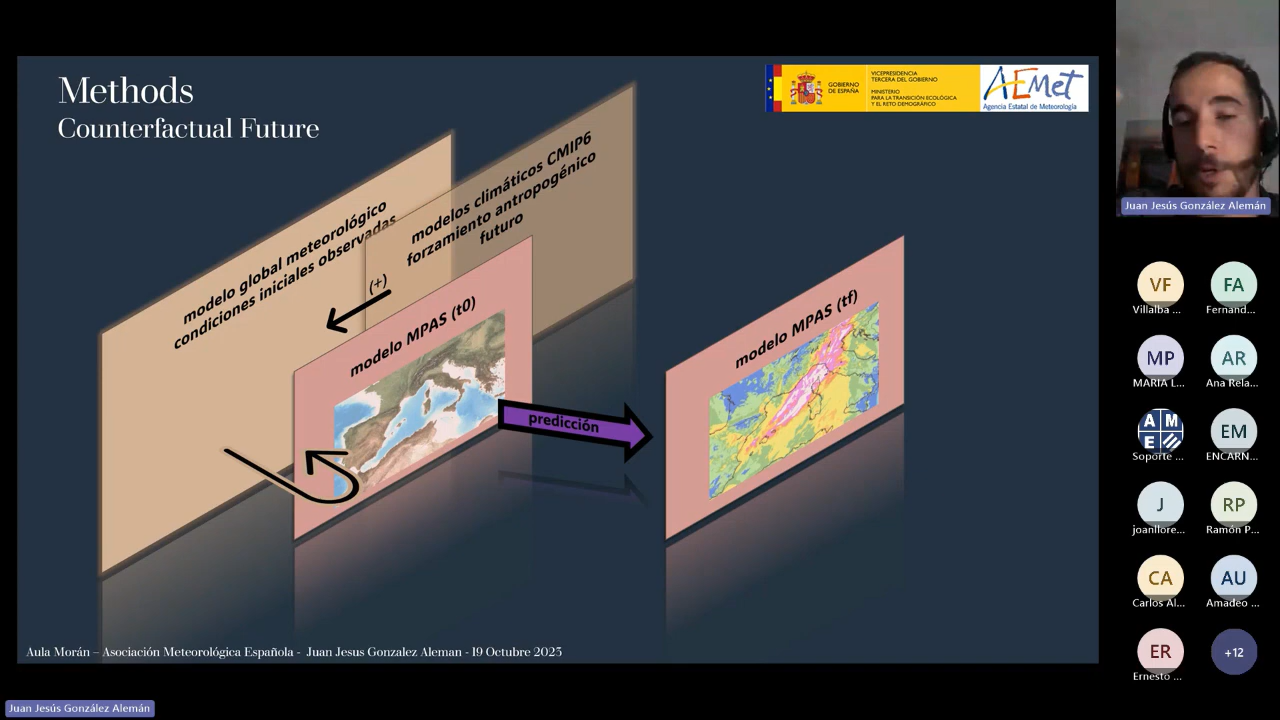 Methods
Counterfactual Future
GOBIERNO
DE ESPAÑA
VICEPRESIDENCIA
TERCERA DEL GOBIERNO
MINISTERIO
PARA LA TRANSICIÓN ECOLÓGICA
Y EL RETO DEMOGRÁFICO
AEMet
Agencia Estatal de Meteorología
modelo global meteorológico
condiciones iniciales observadas
modelos climáticos CMIP6
forzamiento antropogénico
futuro
(+)
modelo MPAS (t0)
predicción
modelo MPAS (tf)
Aula Morán – Asociación Meteorológica Española - Juan Jesus Gonzalez Aleman - 19 Octubre 2023
Juan Jesús González Alemán
VF
Villalba ...
FA
Fernand...
MP
MARIA L...
AR
Ana Rela...
A M
E
Soporte ...
EM
ENCARN...
J
joanllore...
RP
Ramón P...
CA
Carlos Al...
AU
Amadeo ...
ER
Ernesto ...
+12
Juan Jesús González Alemán